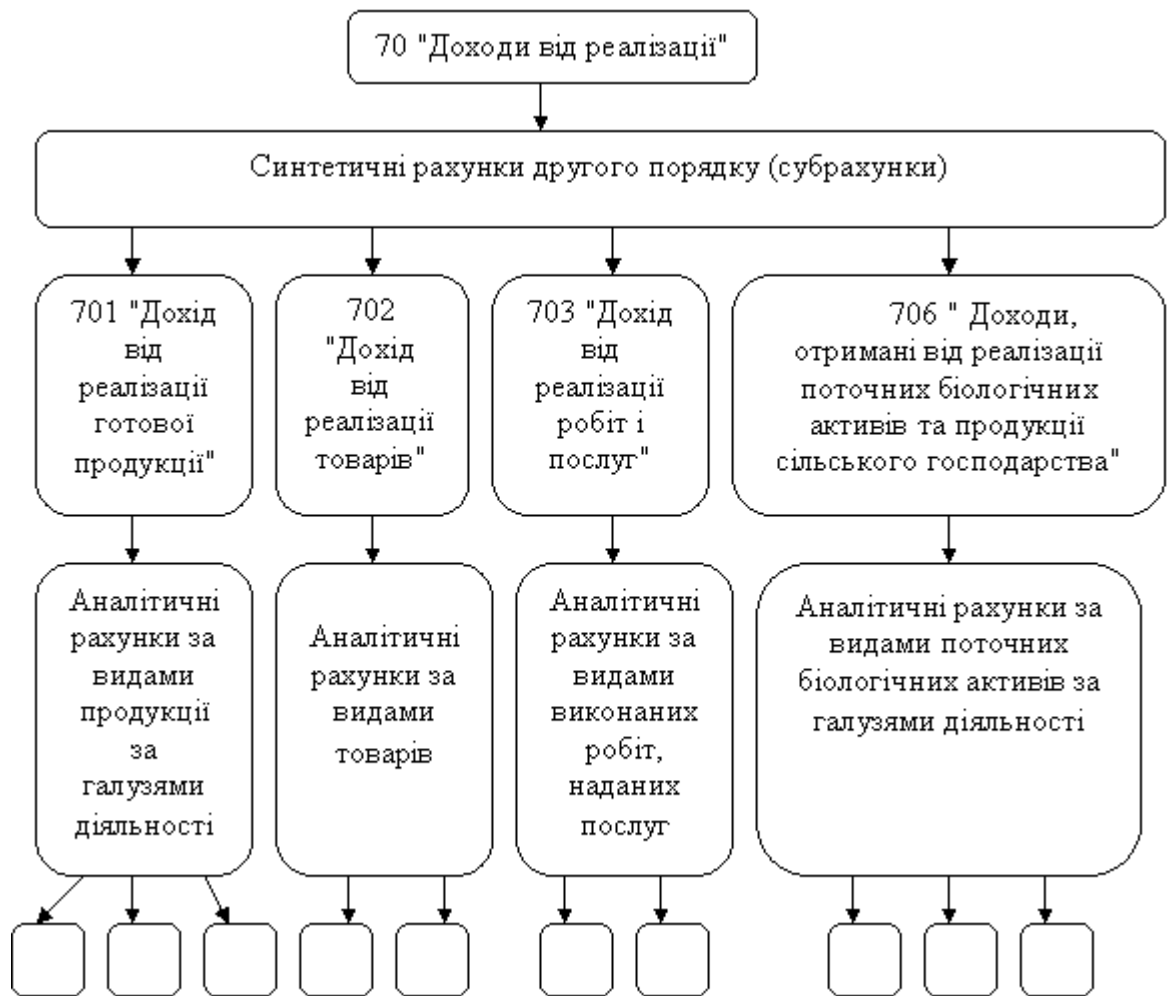 70 "Доходи від реалізації"
Синтетичні рахунки другого порядку (субрахунки)
701 "Дохід
від
реалізації
готової
продукції"
702
"Дохід
від
реалізації
товарів"
703 "Дохід
від
реалізації
робіт і
послуг"
706 " Доходи,
отримані від реалізації
поточних біологічних
активів та продукції
сільського господарства"
Аналітичні
рахунки за
видами
продукції
за
галузями
діяльності
Аналітичні
рахунки за
видами
товарів
Аналітичні
рахунки за
видами
виконаних
робіт,
наданих
послуг
Аналітичні рахунки за
видами поточних
біологічних активів за
галузями діяльності